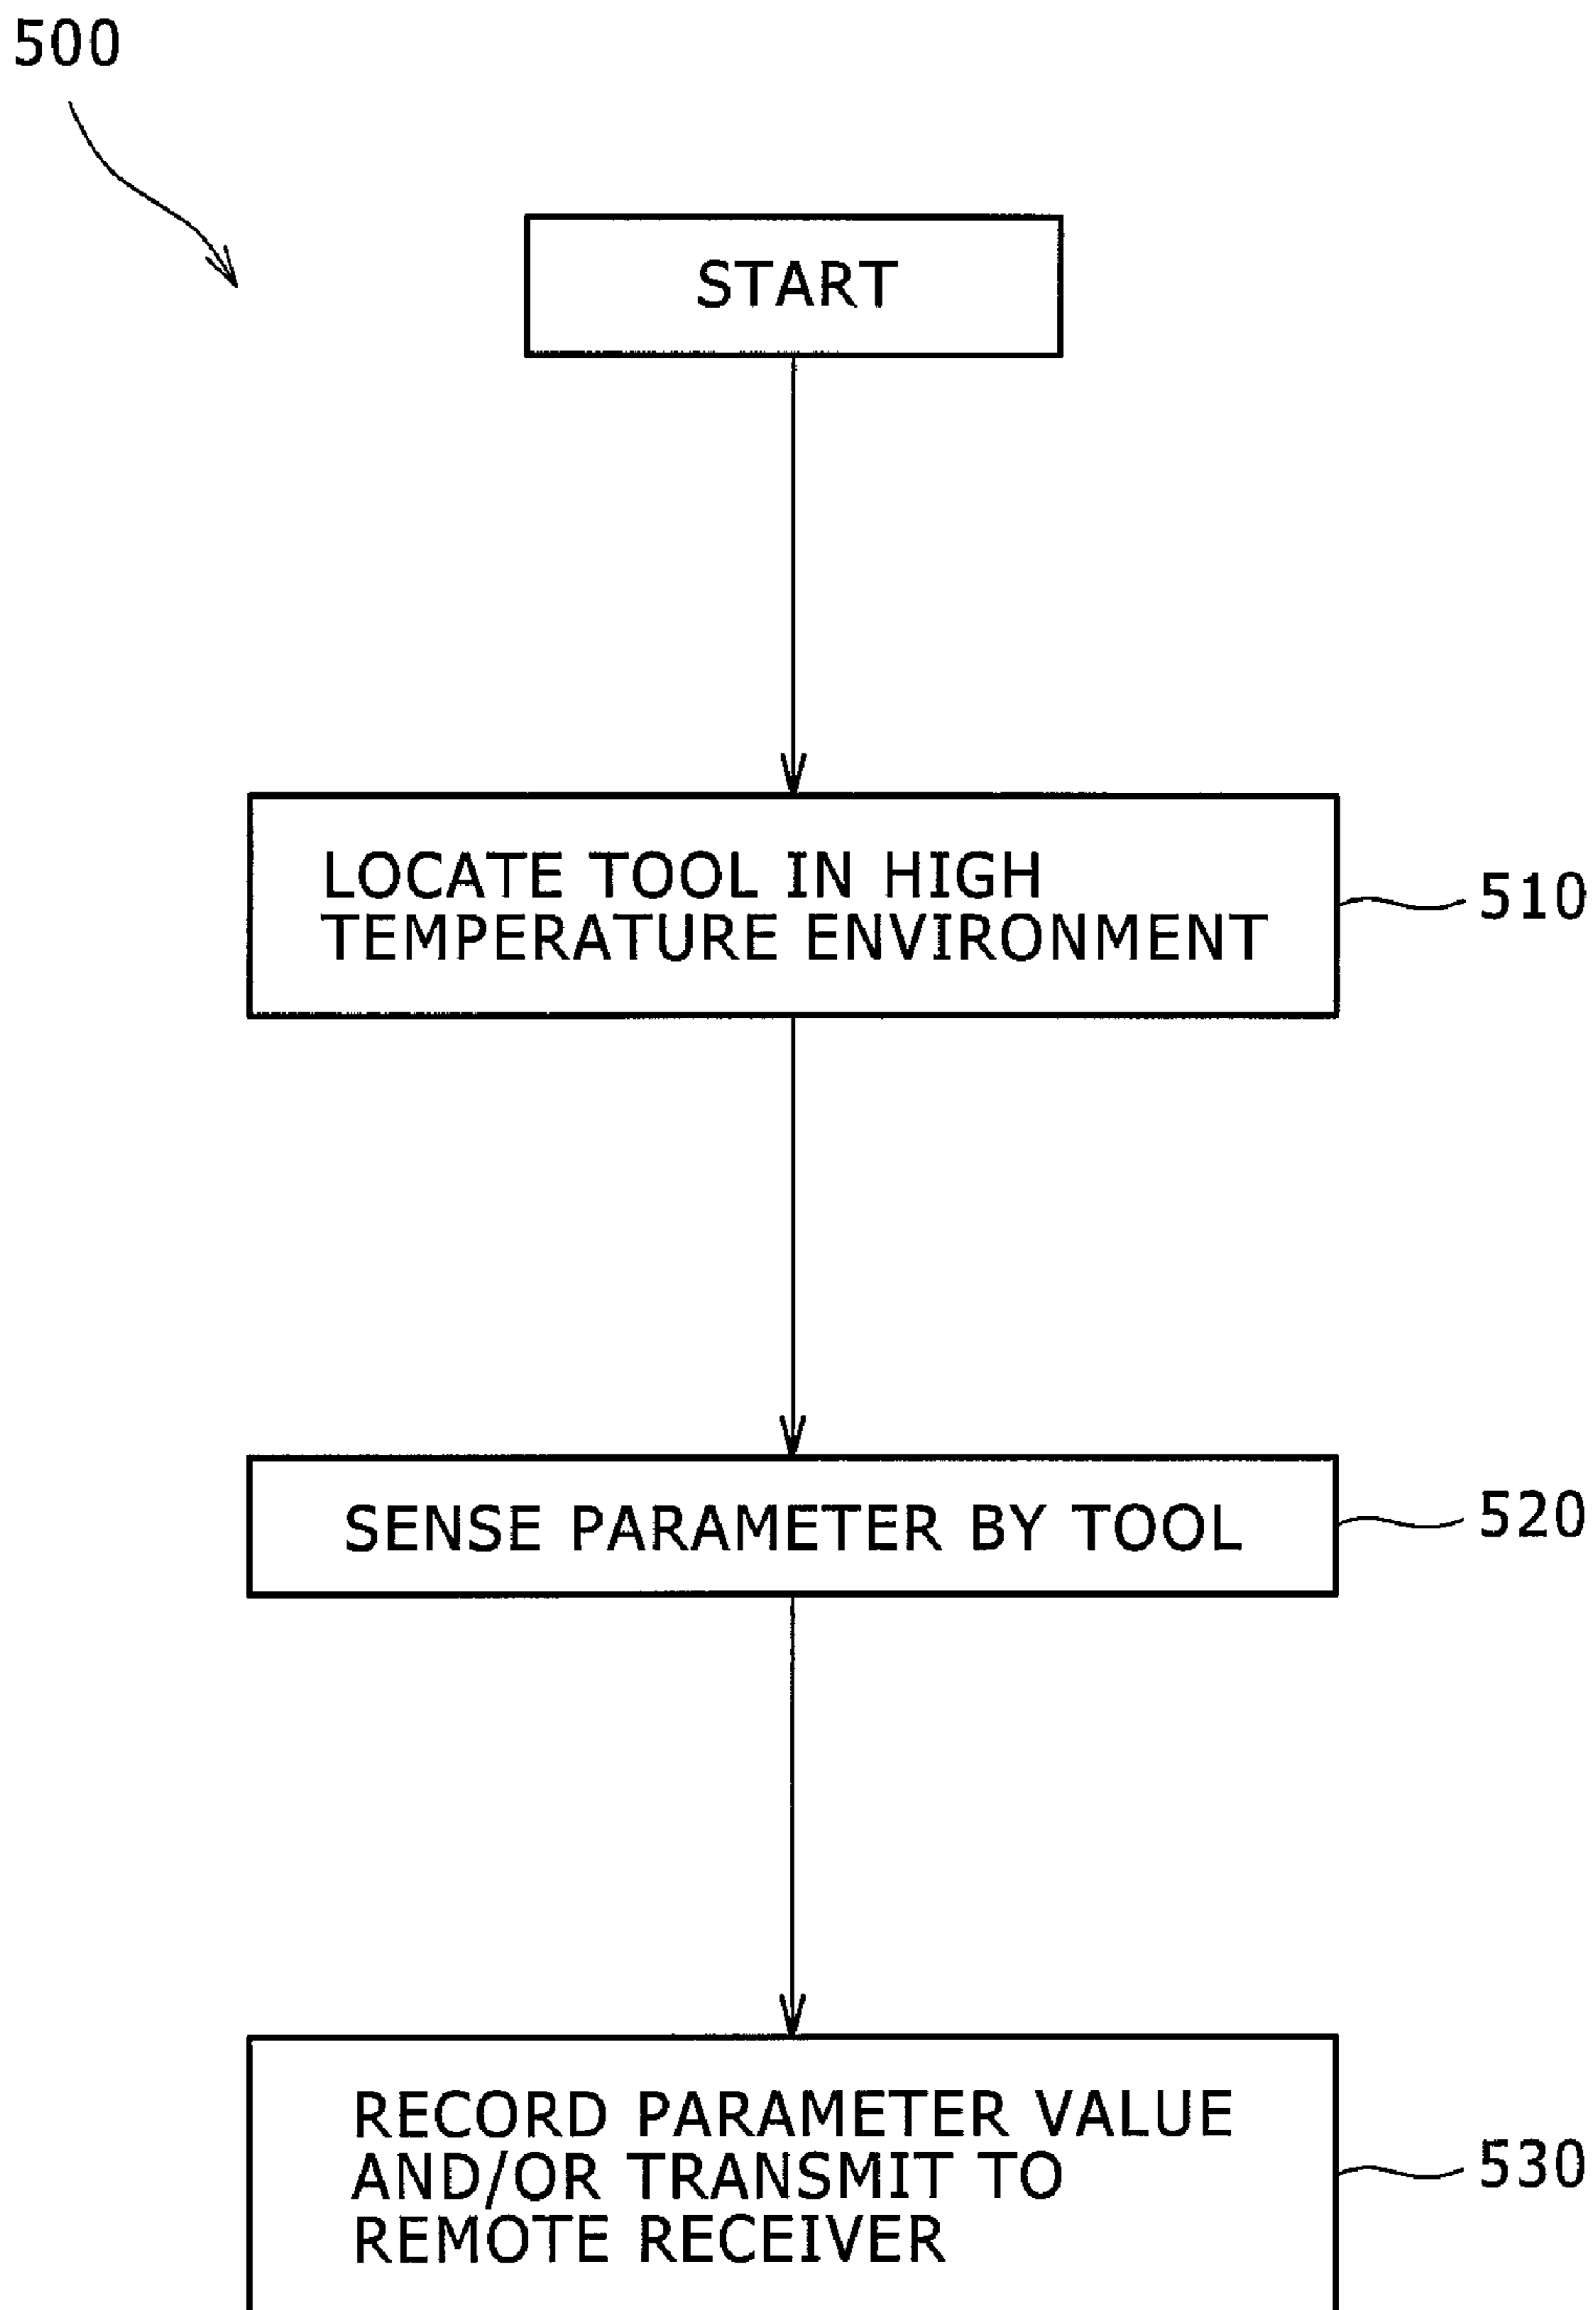 500
START
LOCATE TOOL IN HIGH
TEMPERATURE ENVIRONMENT
510
SENSE PARAMETER BY TOOL
520
RECORD PARAMETER VALUE
AND/OR TRANSMIT TO
REMOTE RECEIVER
530